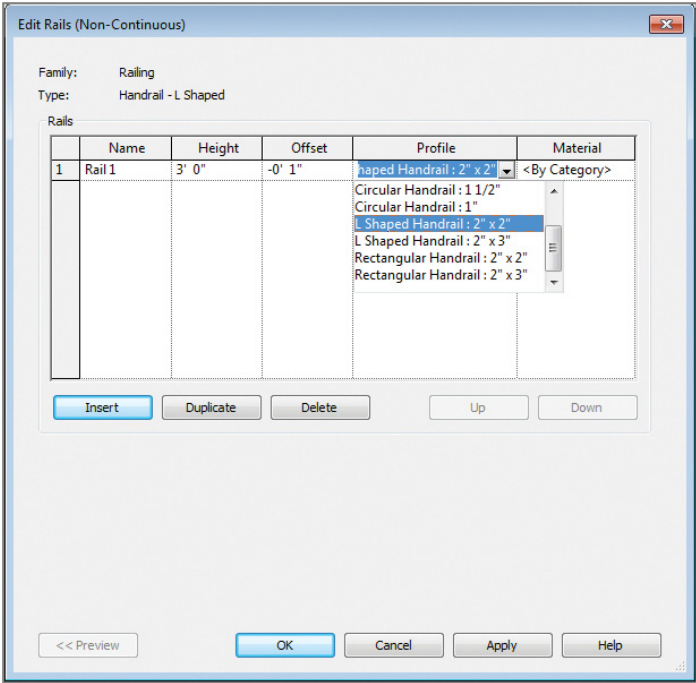 Edit Rails (Non-Continuous)
Family: Railing
Type: Handrail - L Shaped
Rails
Name Height Offset Profile Material
1 Rail 1 3' 0" -0' 1" haped Handrail : 2" x 2" <By Category>
Circular Handrail : 1 1/2"
Circular Handrail : 1"
L Shaped Handrail : 2" x 2"
L Shaped Handrail : 2" x 3"
Rectangular Handrail : 2" x 2"
Rectangular Handrail : 2" x 3"
Insert Duplicate Delete Up Down
<< Preview OK Cancel Apply Help